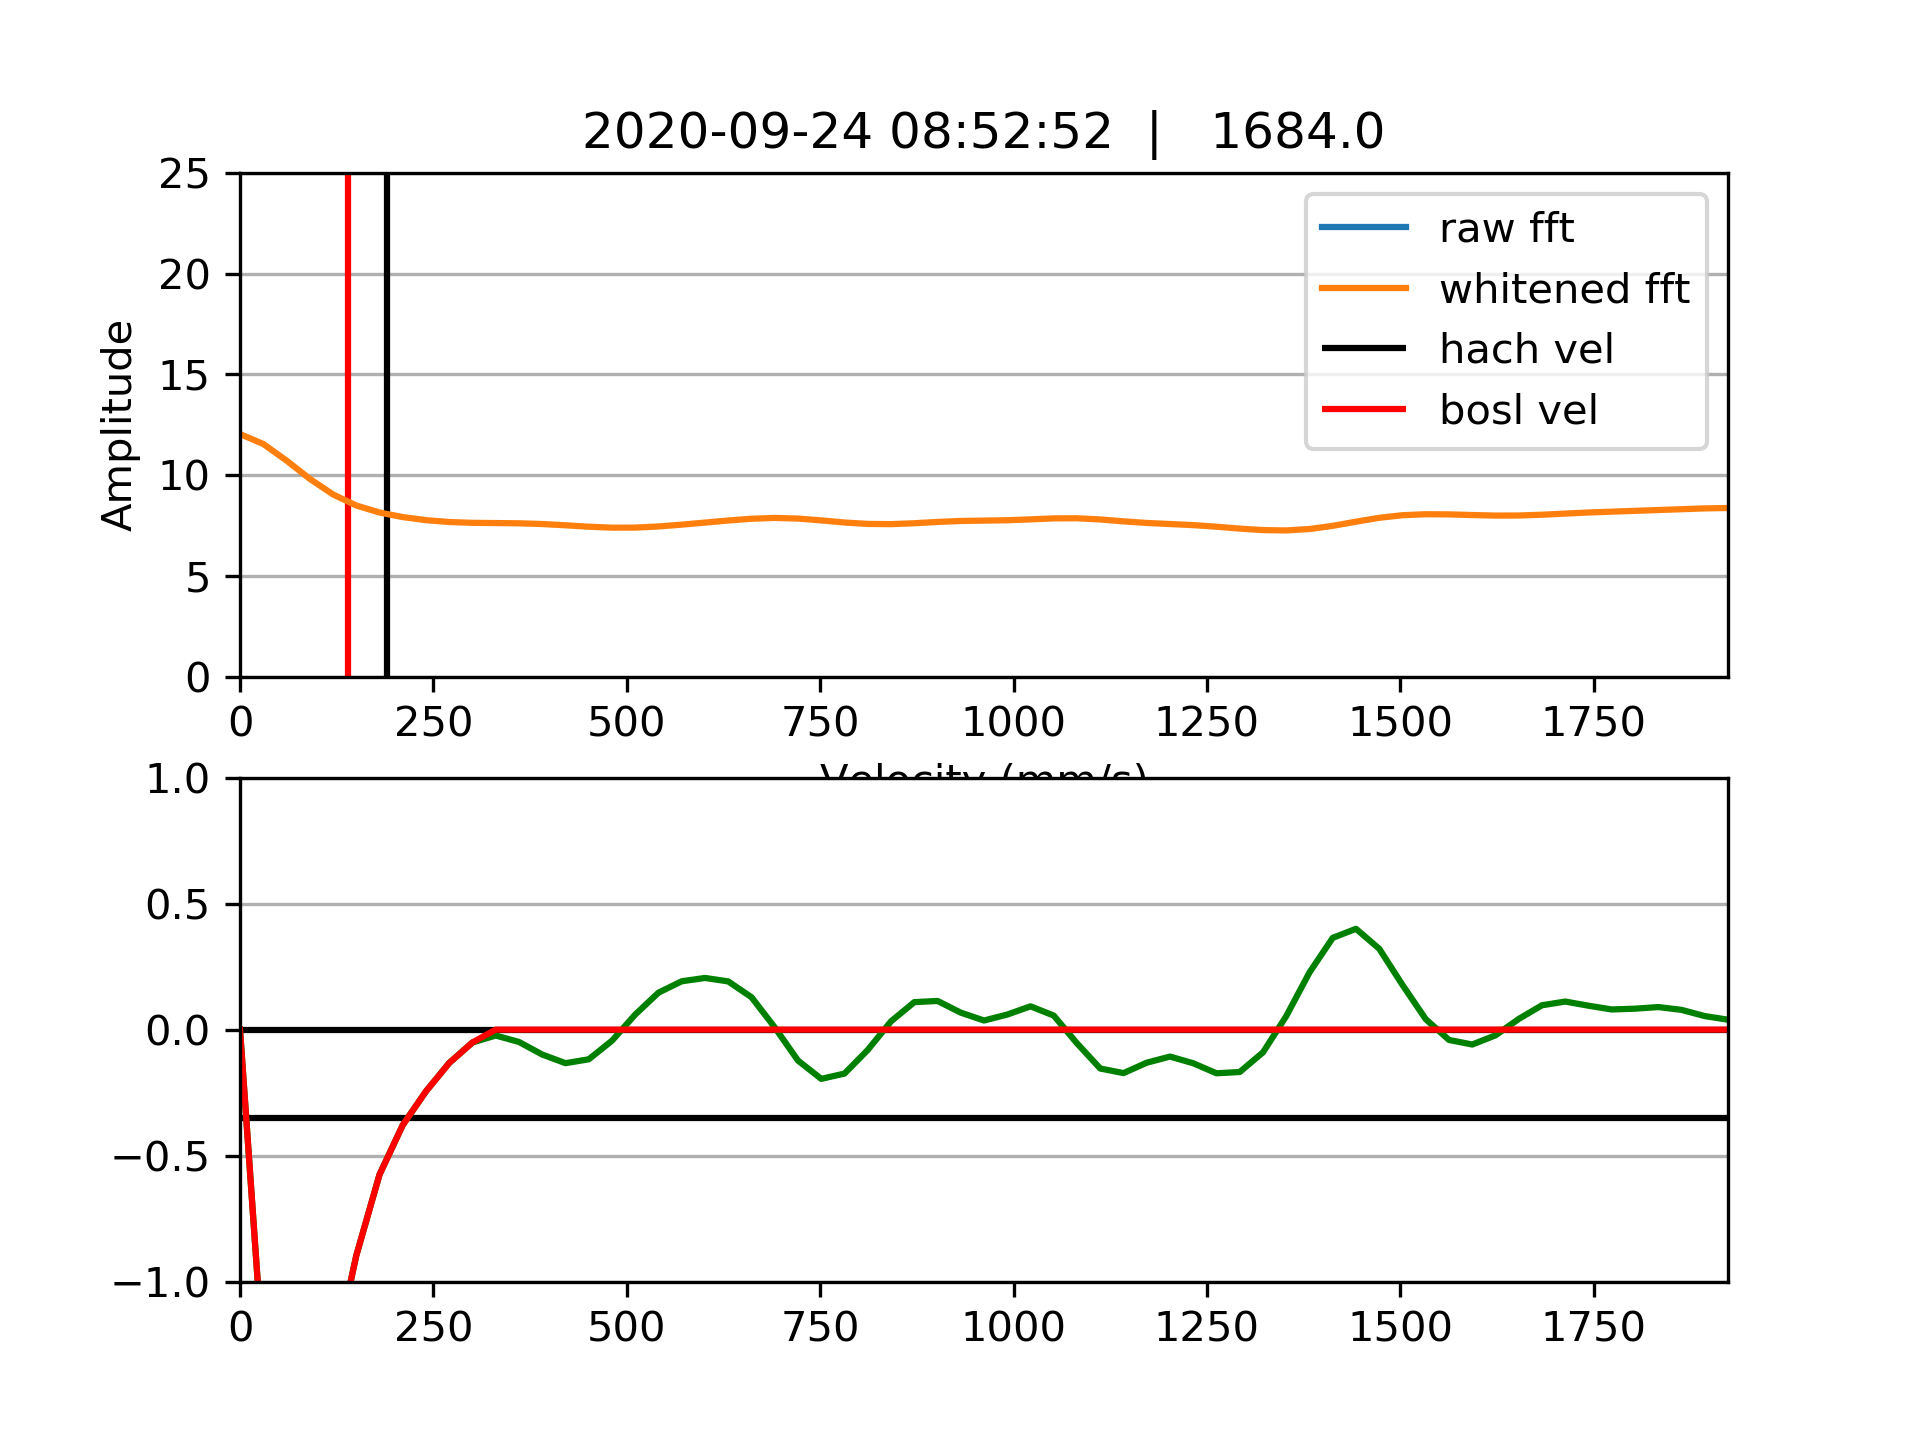 2020-09-24 08:52:52 | 1684.0
25
20
15
10
5
0
Amplitude
raw fft
whitened fft
hach vel
bosl vel
0 250 500 750 1000 1250 1500 1750
Velocity (mm/s)
1.0
0.5
0.0
−0.5
−1.0
0 250 500 750 1000 1250 1500 1750